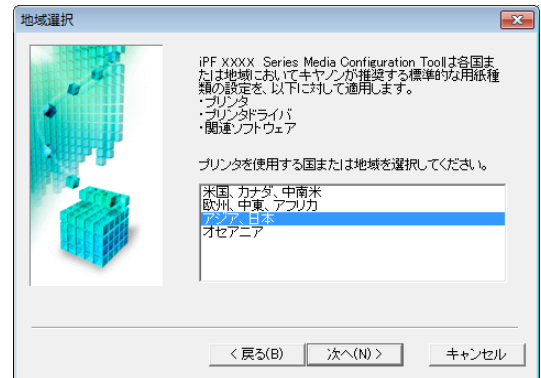 地域選択
iPF XXXX Series Media Configuration Toolは各国ま
たは地域においてキヤノンが推奨する標準的な用紙種
類の設定を、以下に対して適用します。
・プリンタ
・プリンタドライバ
・関連ソフトウェア
プリンタを使用する国または地域を選択してください。
米国、カナダ、中南米
欧州、中東、アフリカ
アジア、日本
オセアニア
< 戻る(B)
次へ(N) >
キャンセル